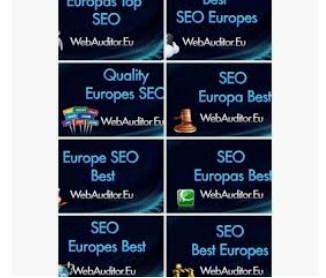 Europas Top
SEO
WebAuditor.Eu
Best
SEO Europes
WebAuditor.Eu
Quality
Europes SEO
WebAuditor.Eu
SEO
Europa Best
WebAuditor.Eu
Europe SEO
Best
WebAuditor.Eu
SEO
Europas Best
WebAuditor.Eu
SEO
Europes Best
WebAuditor.Eu
SEO
Best Europes
WebAuditor.Eu